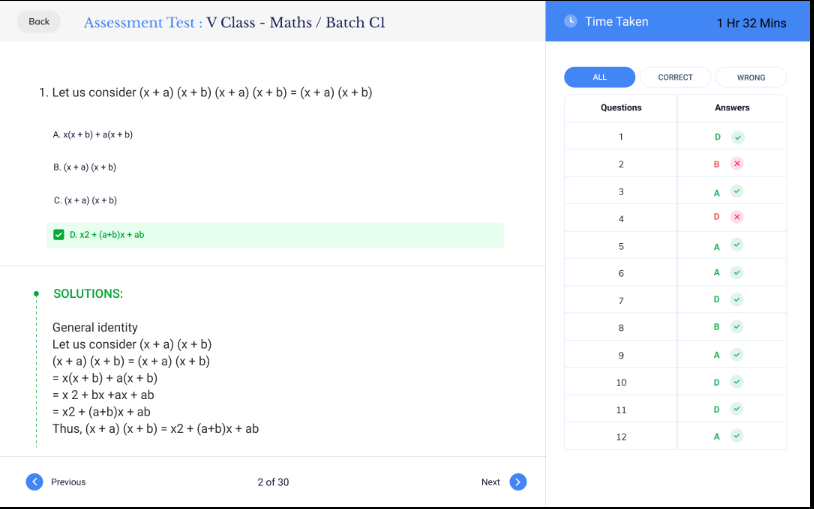 Back
Assessment Test : V Class - Maths / Batch C1
1. Let us consider (x + a) (x + b) (x + a) (x + b) = (x + a) (x + b)
A. x(x + b) + a(x + b)
B. (x + a) (x + b)
C. (x + a) (x + b)
D. x2 + (a+b)x + ab
SOLUTIONS:
General identity
Let us consider (x + a) (x + b)
(x + a) (x + b) = (x + a) (x + b)
= x(x + b) + a(x + b)
= x 2 + bx +ax + ab
= x2 + (a+b)x + ab
Thus, (x + a) (x + b) = x2 + (a+b)x + ab
Previous
2 of 30
Next
Time Taken
1 Hr 32 Mins
ALL
CORRECT
WRONG
Questions Answers
1 D
2 B
3 A
4 D
5 A
6 A
7 D
8 B
9 A
10 D
11 D
12 A